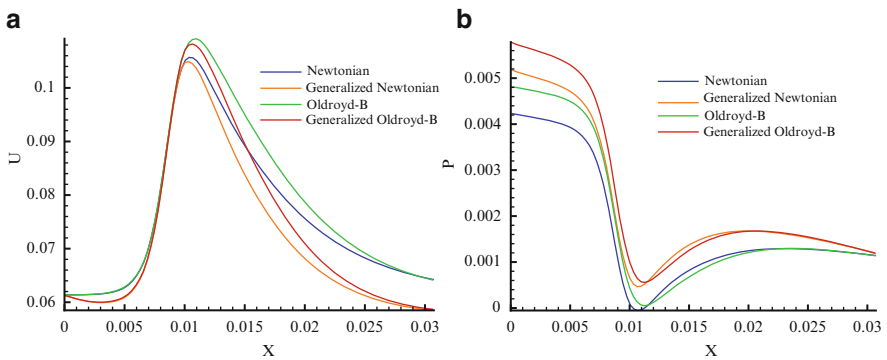 a
U
0.1
0.09
0.08
0.07
0.06
0
0.005
0.01
0.015
0.02
0.025
0.03
X
Newtonian
Generalized Newtonian
Oldroyd-B
Generalized Oldroyd-B
b
P
0.005
0.004
0.003
0.002
0.001
0
0
0.005
0.01
0.015
0.02
0.025
0.03
X
Newtonian
Generalized Newtonian
Oldroyd-B
Generalized Oldroyd-B